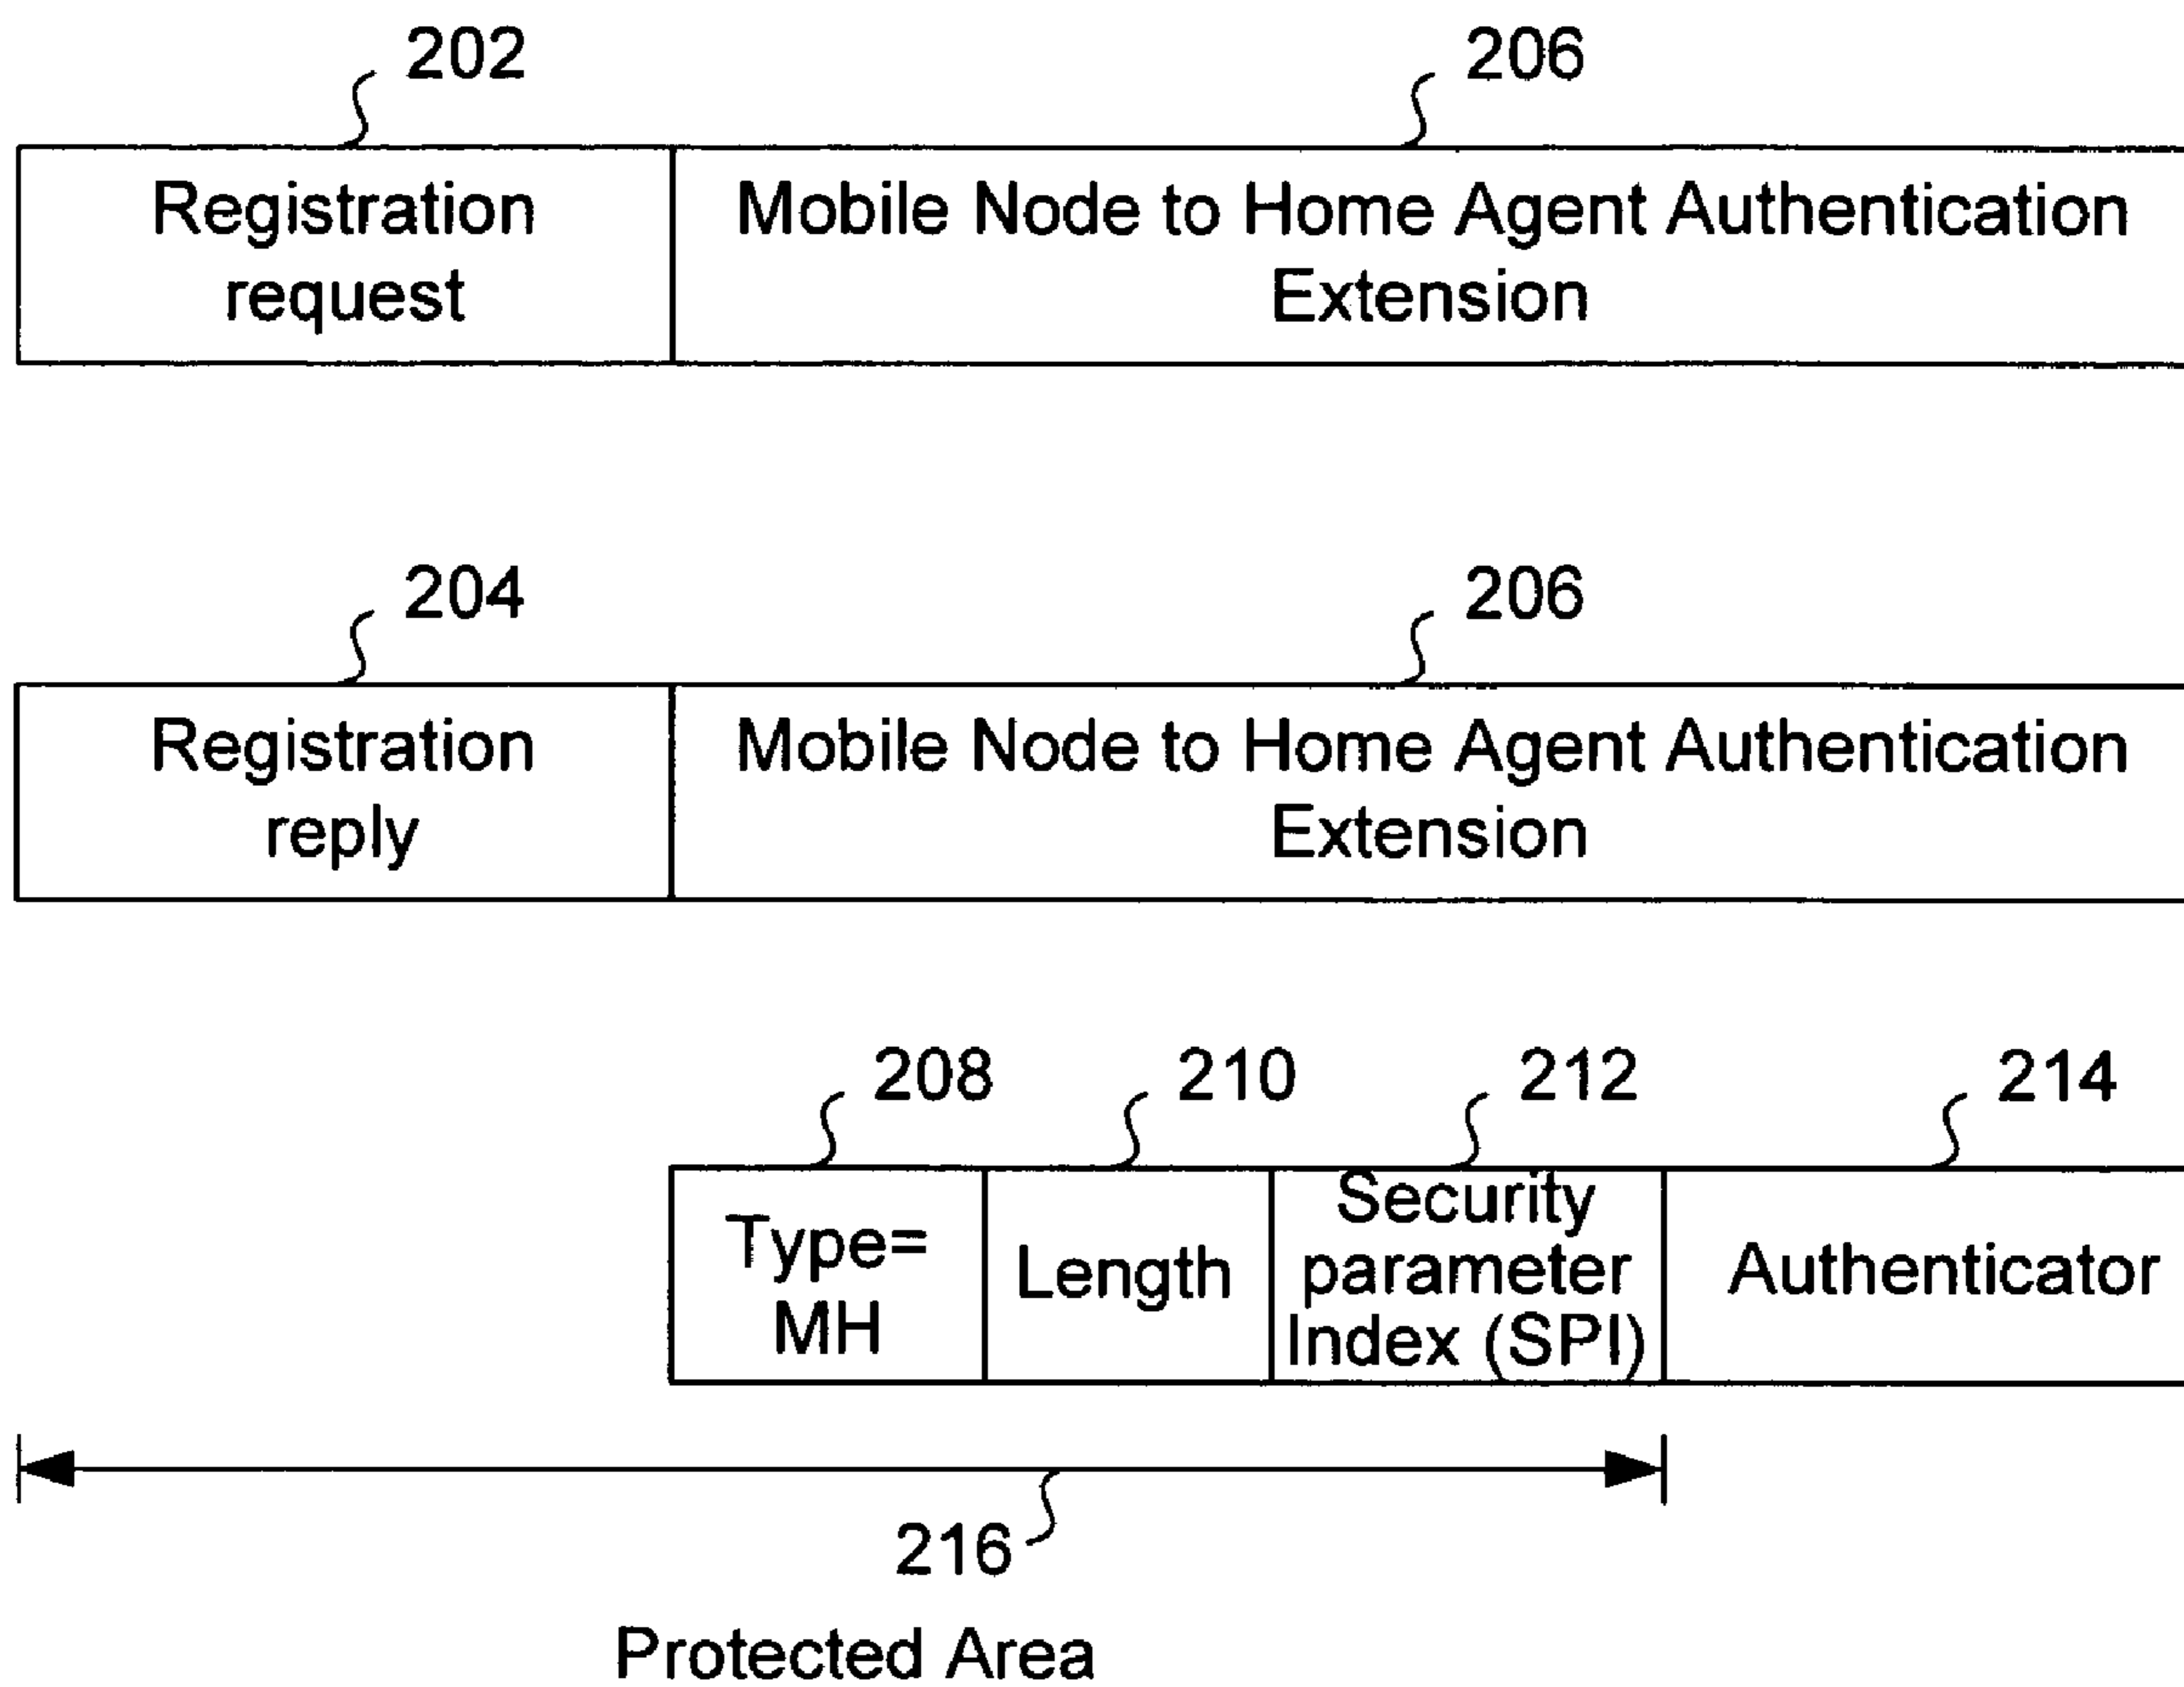 202
206
Registration
request
Mobile Node to Home Agent Authentication
Extension
204
206
Registration
reply
Mobile Node to Home Agent Authentication
Extension
208
210
212
214
Type=
MH
Length
Security
parameter
Index (SPI)
Authenticator
216
Protected Area